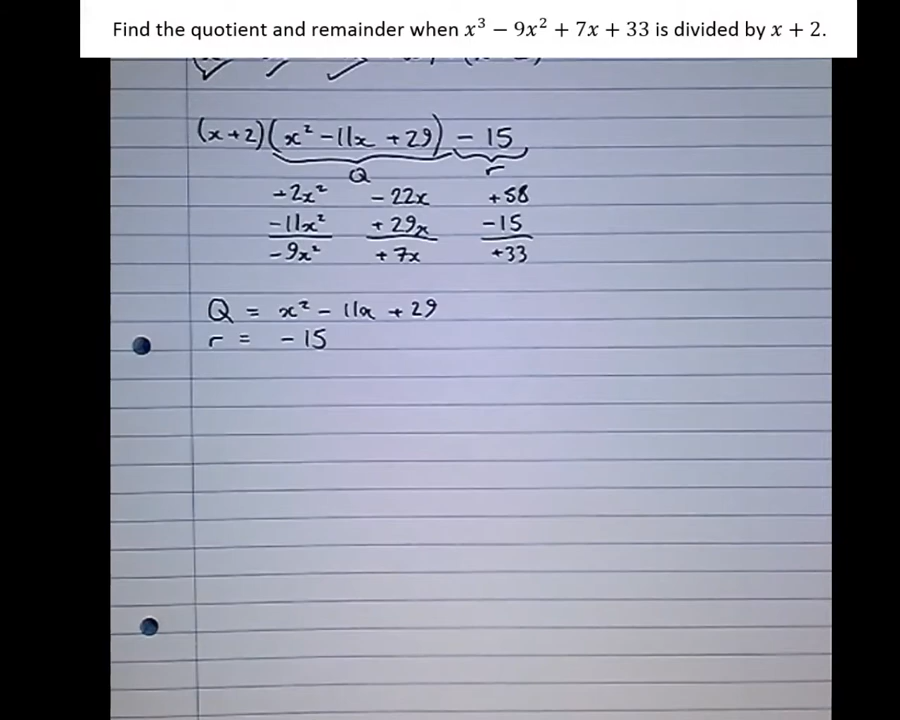 Find the quotient and remainder when x³ − 9x² + 7x + 33 is divided by x + 2.
(x+2)(x² -11x +29) - 15
Q r
+2x² - 22x +58
-11x² + 29x -15
-9x² + 7x +33
Q = x² - 11x + 29
r = - 15